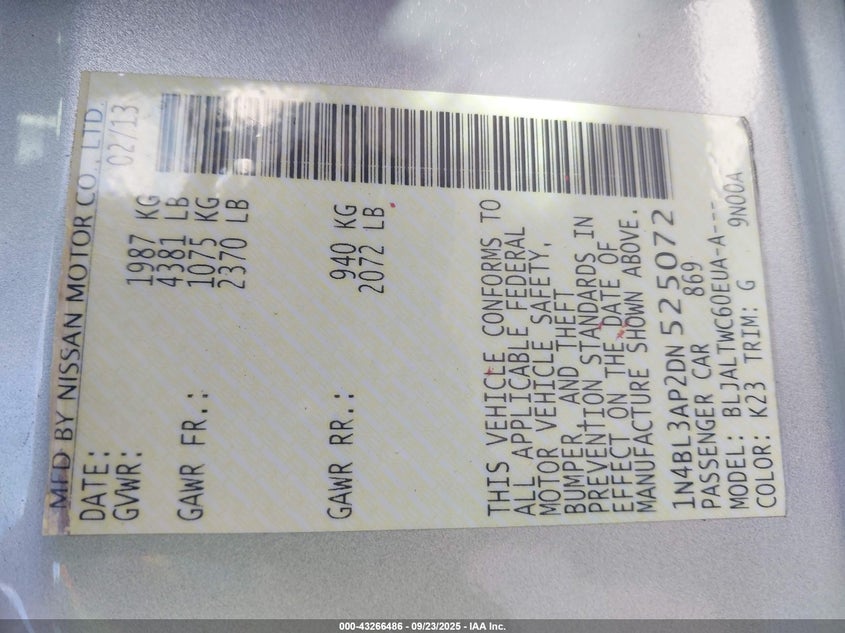 MFD BY NISSAN MOTOR CO., LTD.
DATE: 02/13
GVWR: 1987 KG
4381 LB
GAWR FR.: 1075 KG
2370 LB
GAWR RR.: 940 KG
2072 LB
THIS VEHICLE CONFORMS TO
ALL APPLICABLE FEDERAL
MOTOR VEHICLE SAFETY,
BUMPER AND THEFT
PREVENTION STANDARDS IN
EFFECT ON THE DATE OF
MANUFACTURE SHOWN ABOVE.
1N4BL3AP2DN525072
PASSENGER CAR 869
MODEL: BLJALTWC60EUA-A---
COLOR: K23 TRIM: G 9N00A
000-43266486 - 09/23/2025 - IAA Inc.